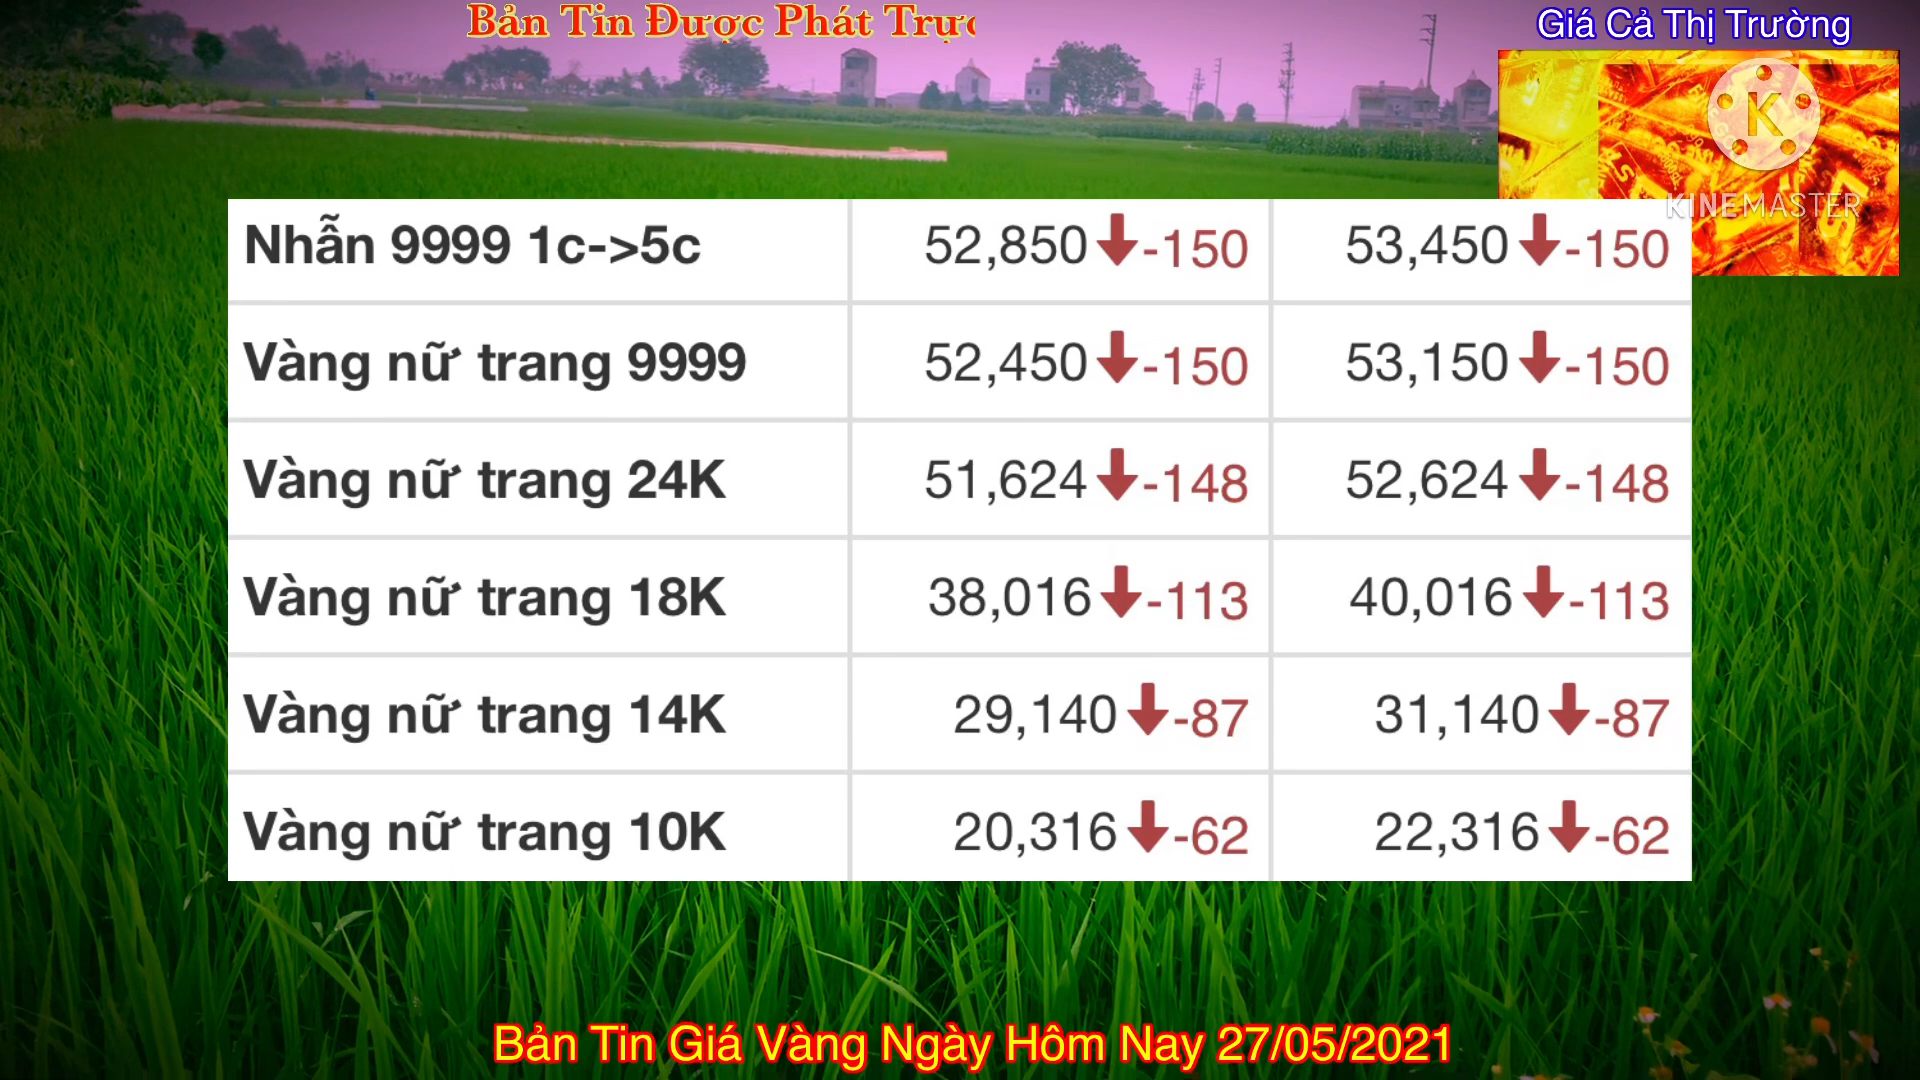 Bản Tin Được Phát Trực
Giá Cả Thị Trường
K
KINEMASTER
Nhẫn 9999 1c->5c 52,850 -150 53,450 -150
Vàng nữ trang 9999 52,450 -150 53,150 -150
Vàng nữ trang 24K 51,624 -148 52,624 -148
Vàng nữ trang 18K 38,016 -113 40,016 -113
Vàng nữ trang 14K 29,140 -87 31,140 -87
Vàng nữ trang 10K 20,316 -62 22,316 -62
Bản Tin Giá Vàng Ngày Hôm Nay 27/05/2021